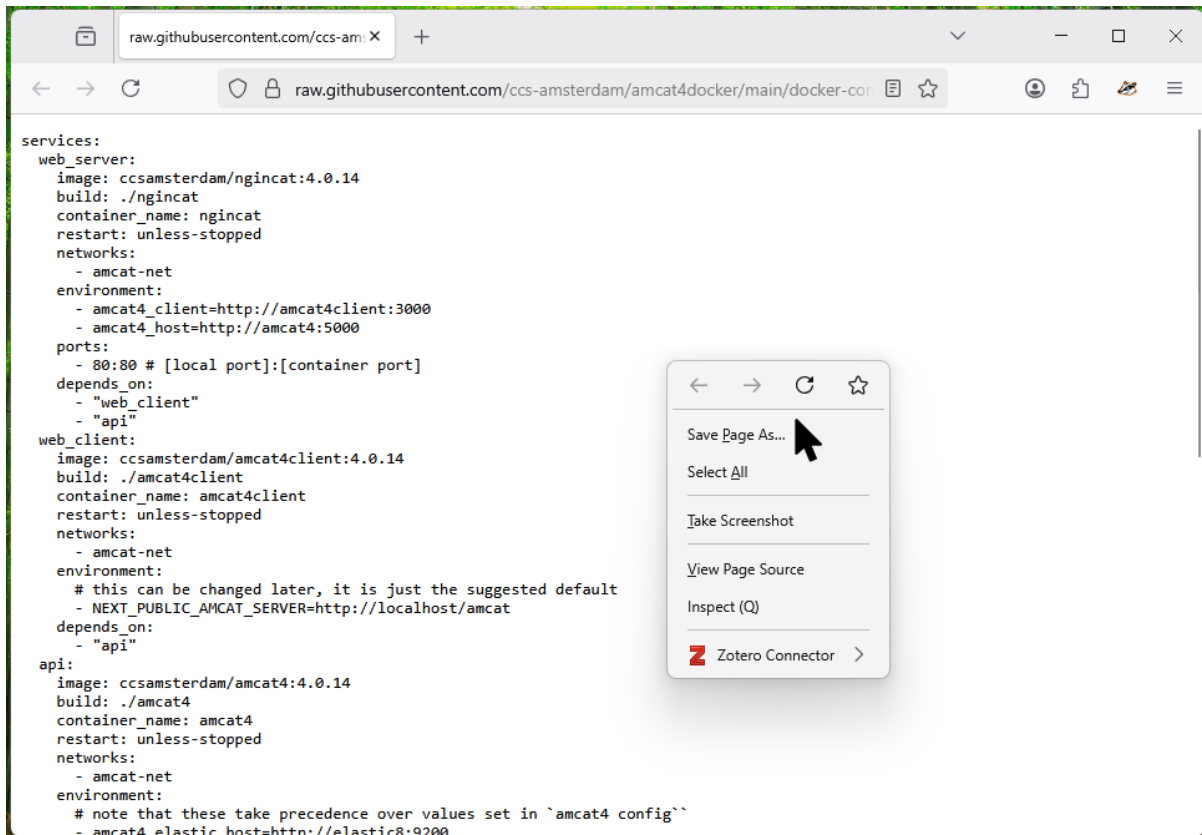 raw.githubusercontent.com/ccs-ams
raw.githubusercontent.com/ccs-amsterdam/amcat4docker/main/docker-con
services:
  web_server:
    image: ccsamsterdam/ngincat:4.0.14
    build: ./ngincat
    container_name: ngincat
    restart: unless-stopped
    networks:
      - amcat-net
    environment:
      - amcat4_client=http://amcat4client:3000
      - amcat4_host=http://amcat4:5000
    ports:
      - 80:80 # [local port]:[container port]
    depends_on:
      - "web_client"
      - "api"
  web_client:
    image: ccsamsterdam/amcat4client:4.0.14
    build: ./amcat4client
    container_name: amcat4client
    restart: unless-stopped
    networks:
      - amcat-net
    environment:
      # this can be changed later, it is just the suggested default
      - NEXT_PUBLIC_AMCAT_SERVER=http://localhost/amcat
    depends_on:
      - "api"
  api:
    image: ccsamsterdam/amcat4:4.0.14
    build: ./amcat4
    container_name: amcat4
    restart: unless-stopped
    networks:
      - amcat-net
    environment:
      # note that these take precedence over values set in `amcat4 config``
      - amcat4_elastic_host=http://elastic8:9200
Save Page As...
Select All
Take Screenshot
View Page Source
Inspect (Q)
Z Zotero Connector